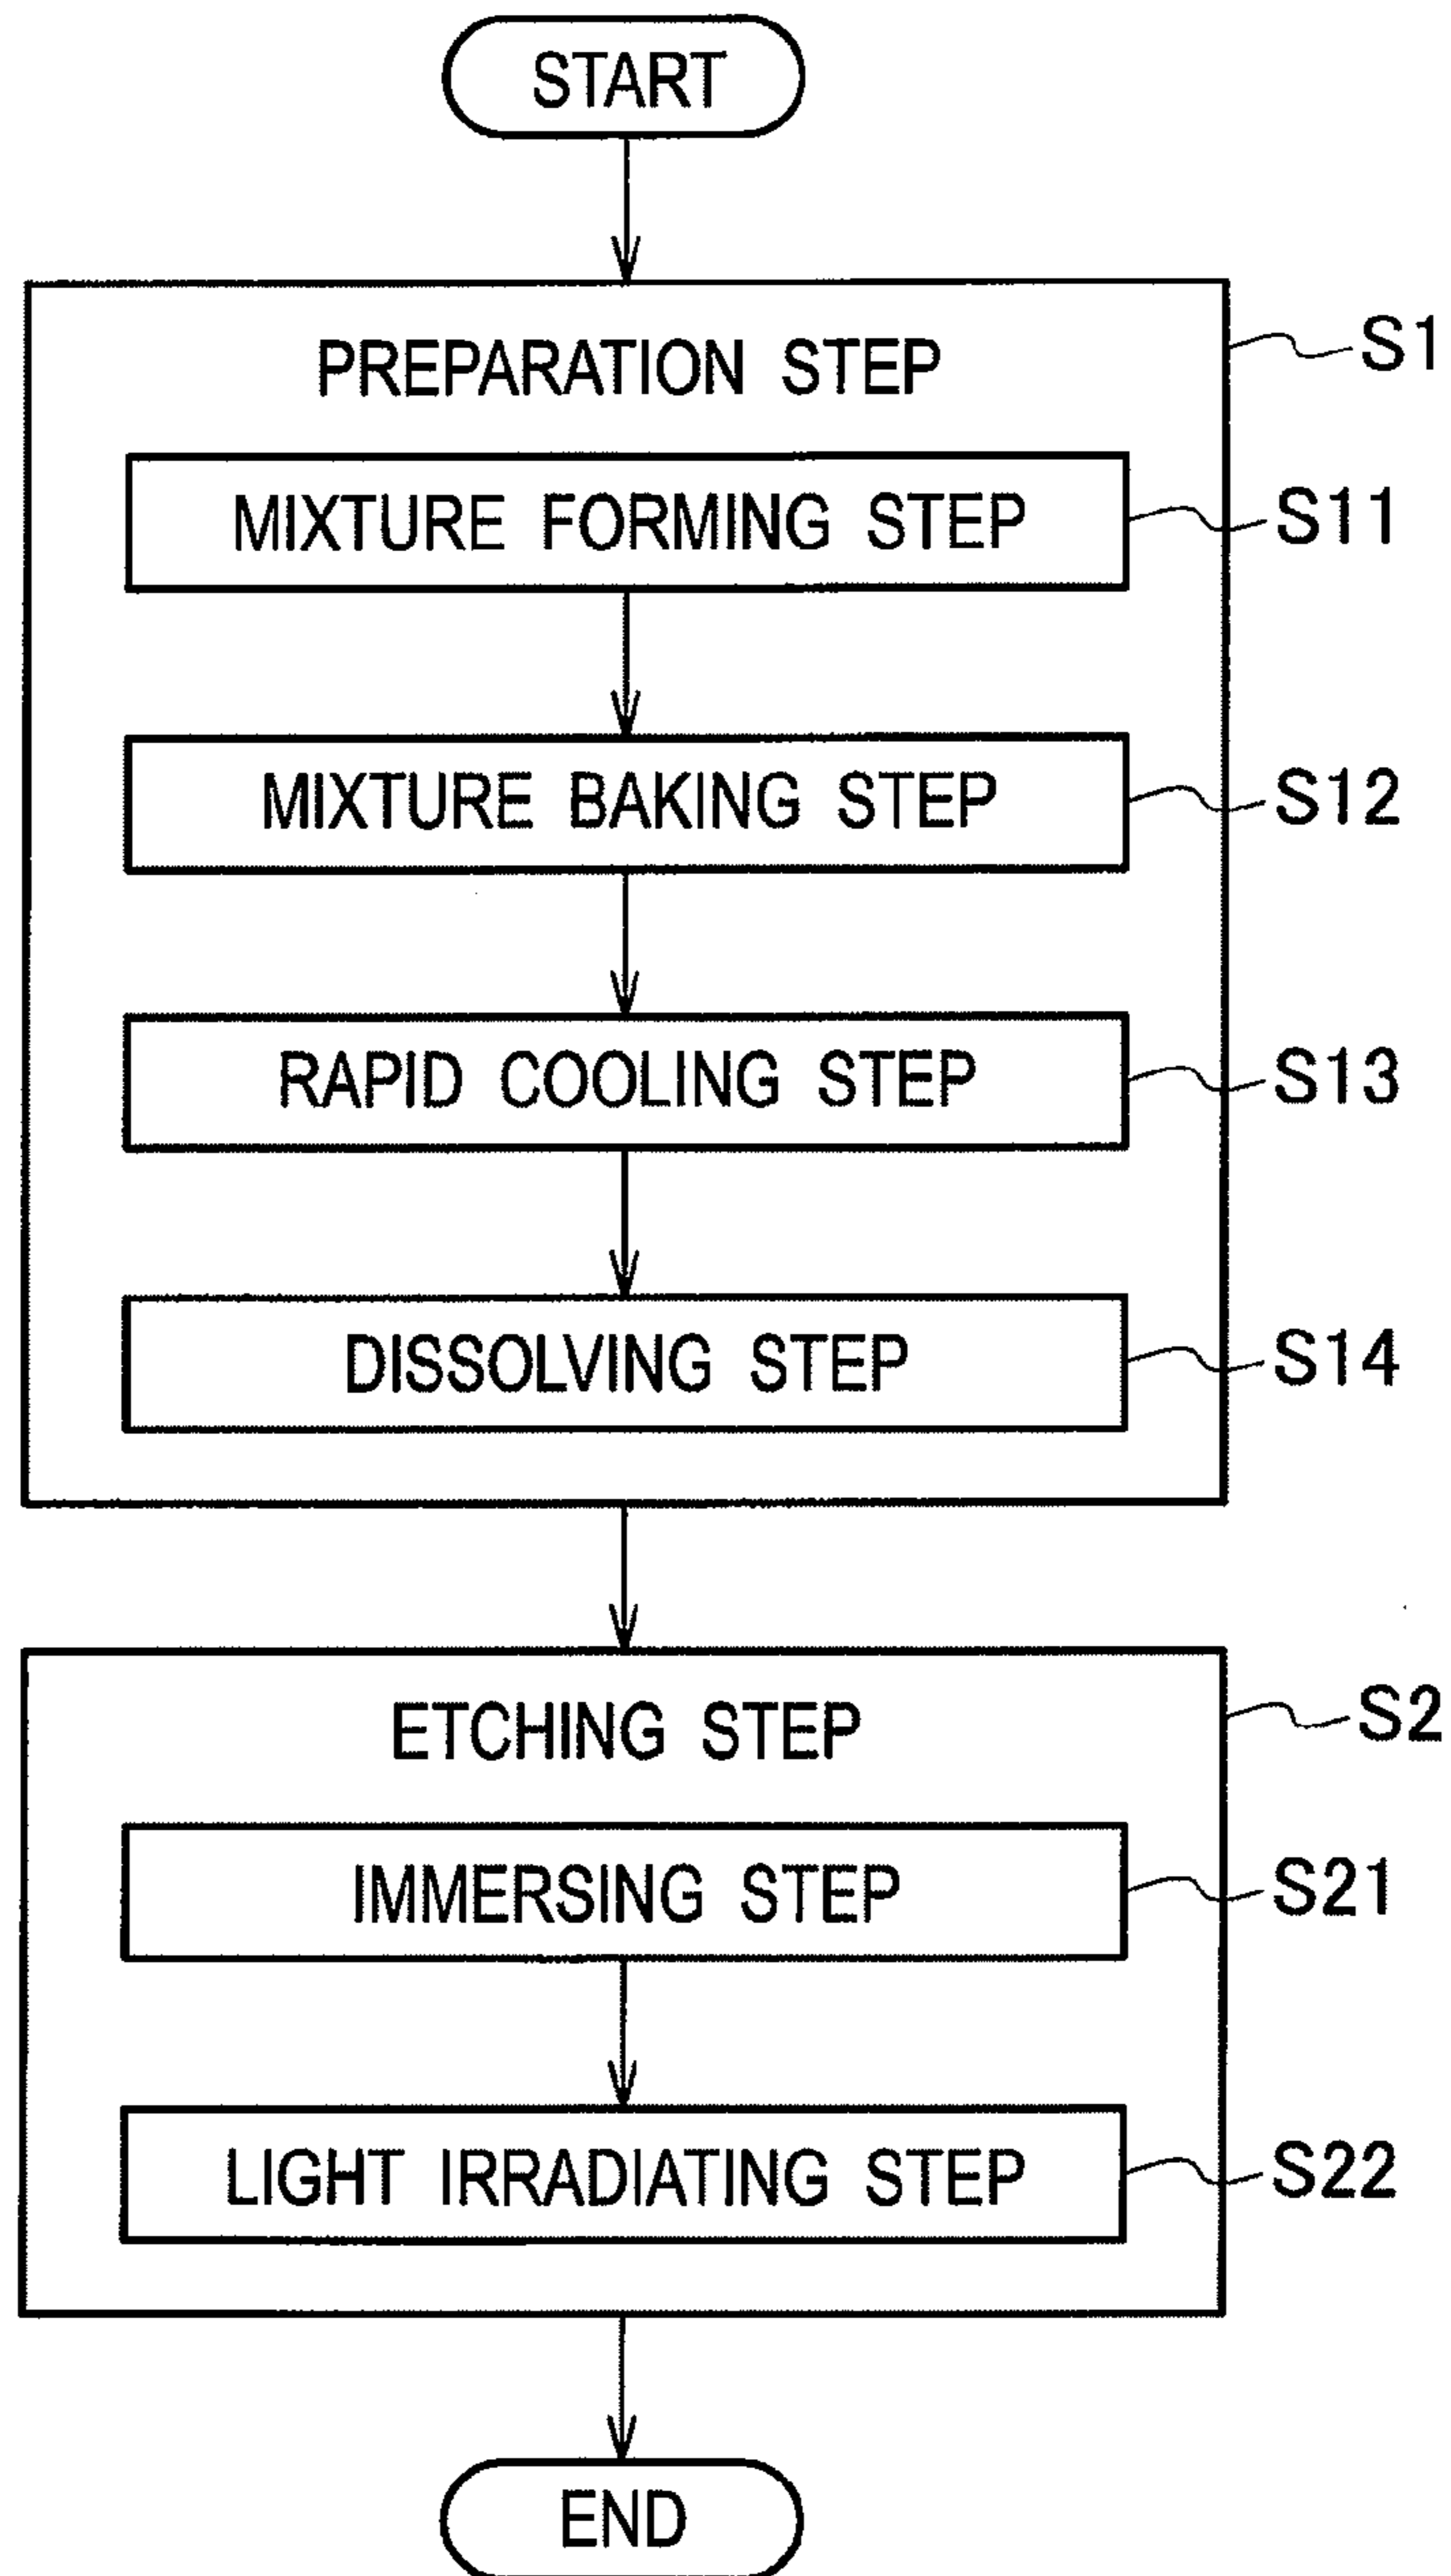 START
PREPARATION STEP
S1
MIXTURE FORMING STEP
S11
MIXTURE BAKING STEP
S12
RAPID COOLING STEP
S13
DISSOLVING STEP
S14
ETCHING STEP
S2
IMMERSING STEP
S21
LIGHT IRRADIATING STEP
S22
END